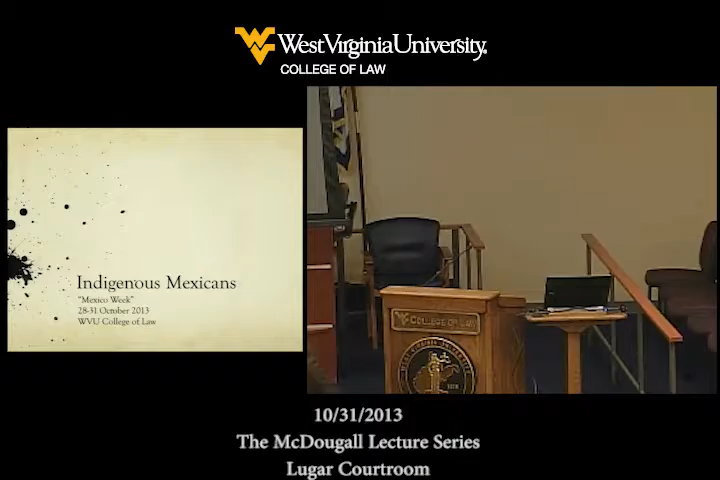 West Virginia University.
COLLEGE OF LAW
Indigenous Mexicans
"Mexico Week"
28-31 October 2013
WVU College of Law
WV COLLEGE OF LAW
10/31/2013
The McDougall Lecture Series
Lugar Courtroom